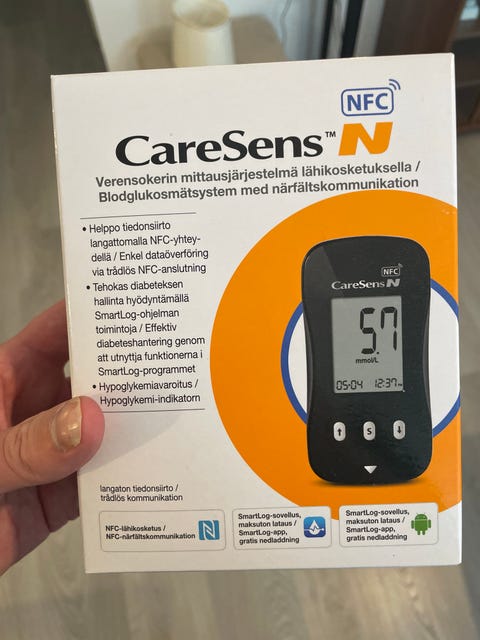 NFC
CareSens™ N
Verensokerin mittausjärjestelmä lähikosketuksella /
Blodglukosmätsystem med närfältskommunikation
• Helppo tiedonsiirto
langattomalla NFC-yhtey-
dellä / Enkel dataöverföring
via trådlös NFC-anslutning
• Tehokas diabeteksen
hallinta hyödyntämällä
SmartLog-ohjelman
toimintoja / Effektiv
diabeteshantering genom
att utnyttja funktionerna i
SmartLog-programmet
• Hypoglykemiavaroitus /
Hypoglykemi-indikatorn
NFC
CareSens N
5.7
mmol/L
05-04 12:37
S
langaton tiedonsiirto /
trådlös kommunikation
NFC-lähikosketus /
NFC-närfältskommunikation
SmartLog-sovellus,
maksuton lataus /
SmartLog-app,
gratis nedladdning
SmartLog-sovellus,
maksuton lataus /
SmartLog-app,
gratis nedladdning